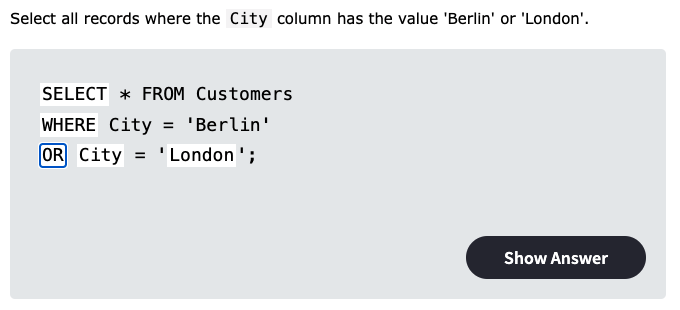 Select all records where the City column has the value 'Berlin' or 'London'.
SELECT * FROM Customers
WHERE City = 'Berlin'
OR City = 'London';
Show Answer